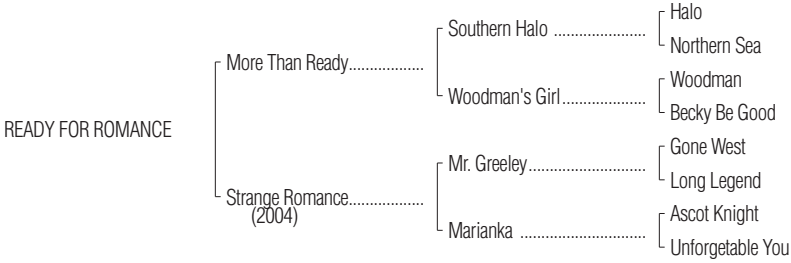 Halo
Southern Halo ......................
Northern Sea
More Than Ready..................
Woodman
Woodman's Girl....................
Becky Be Good
READY FOR ROMANCE
Gone West
Mr. Greeley............................
Long Legend
Strange Romance..................
(2004)
Ascot Knight
Marianka ..............................
Unforgetable You